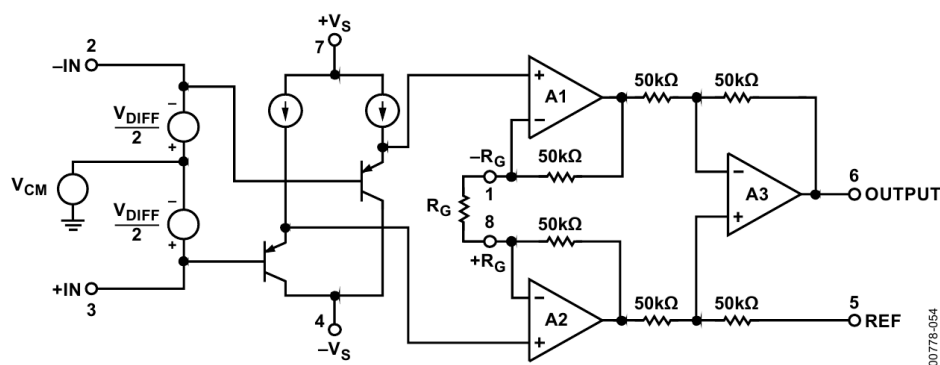 +VS
7
2
–IN
–
VDIFF
2
+
VCM
–
VDIFF
2
+
+IN
3
4
–VS
+
A1
–
50kΩ
50kΩ
50kΩ
–RG
1
RG
8
+RG
50kΩ
–
A2
+
50kΩ
50kΩ
–
A3
+
6
OUTPUT
5
REF
00778-054